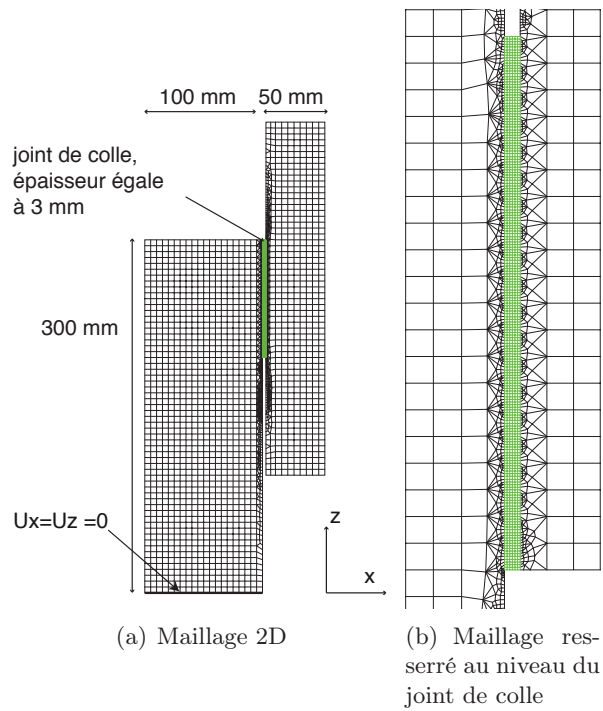 100 mm
50 mm
joint de colle,
épaisseur égale
à 3 mm
300 mm
Ux=Uz =0
z
x
(a) Maillage 2D
(b) Maillage res-
serré au niveau du
joint de colle